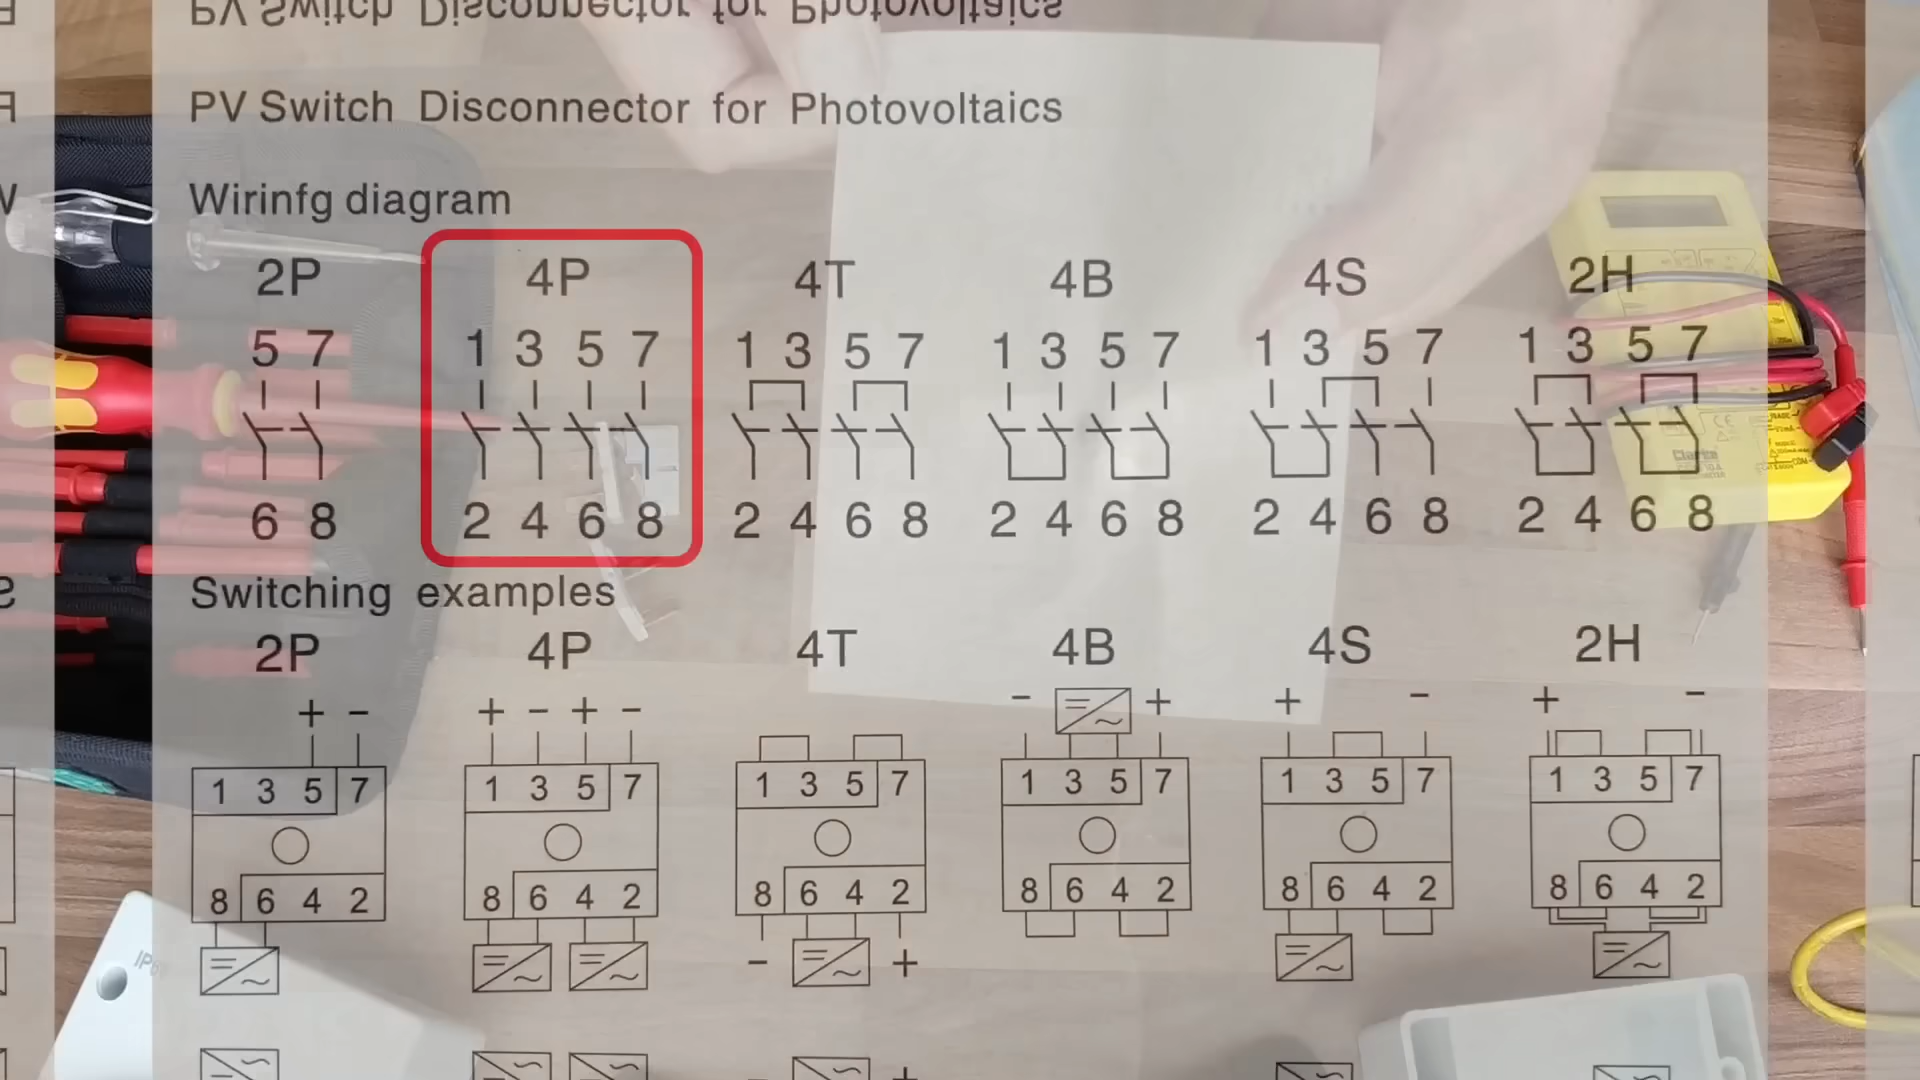 PV Switch Disconnector for Photovoltaics
PV Switch Disconnector for Photovoltaics
Wirinfg diagram
2P 4P 4T 4B 4S 2H
5 7 1 3 5 7 1 3 5 7 1 3 5 7 1 3 5 7 1 3 5 7
6 8 2 4 6 8 2 4 6 8 2 4 6 8 2 4 6 8 2 4 6 8
Switching examples
2P 4P 4T 4B 4S 2H
+ - + - + - - + + - + -
1 3 5 7 1 3 5 7 1 3 5 7 1 3 5 7 1 3 5 7 1 3 5 7
8 6 4 2 8 6 4 2 8 6 4 2 8 6 4 2 8 6 4 2 8 6 4 2
- +
Clarke